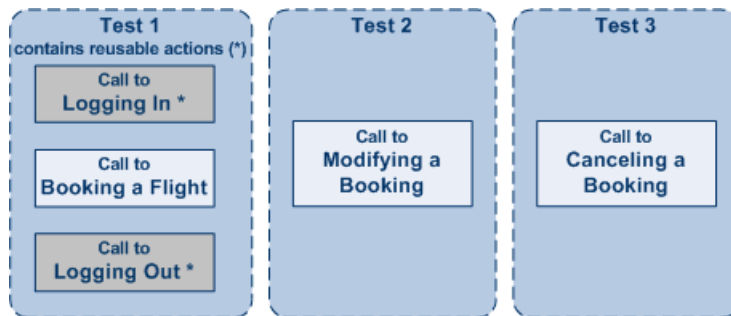 Test 1
contains reusable actions (*)
Call to
Logging In *
Call to
Booking a Flight
Call to
Logging Out *
Test 2
Call to
Modifying a
Booking
Test 3
Call to
Canceling a
Booking